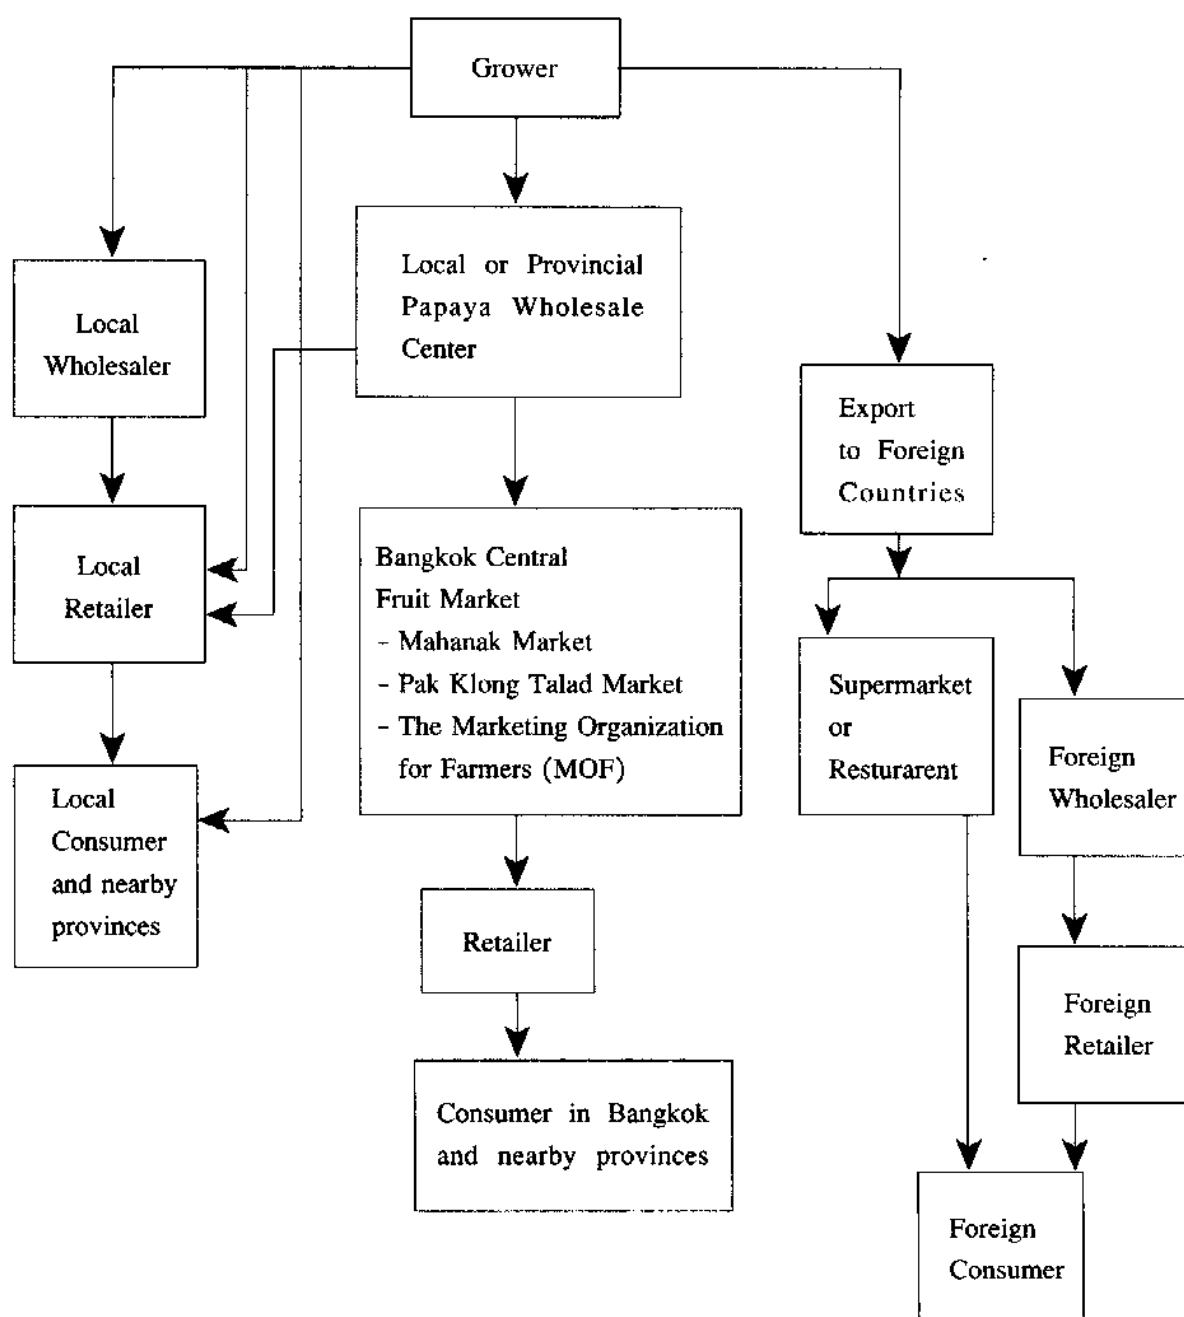 Grower
Local or Provincial
Papaya Wholesale
Center
Local
Wholesaler
Export
to Foreign
Countries
Local
Retailer
Bangkok Central
Fruit Market
- Mahanak Market
- Pak Klong Talad Market
- The Marketing Organization
for Farmers (MOF)
Supermarket
or
Resturarent
Foreign
Wholesaler
Local
Consumer
and nearby
provinces
Retailer
Foreign
Retailer
Consumer in Bangkok
and nearby provinces
Foreign
Consumer